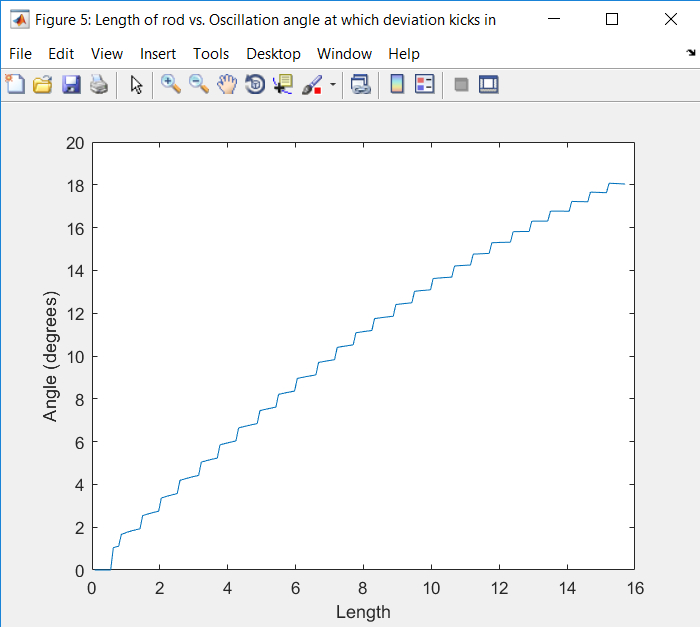 Figure 5: Length of rod vs. Oscillation angle at which deviation kicks in
File Edit View Insert Tools Desktop Window Help
20
18
16
14
12
10
8
6
4
2
0
Angle (degrees)
0 2 4 6 8 10 12 14 16
Length